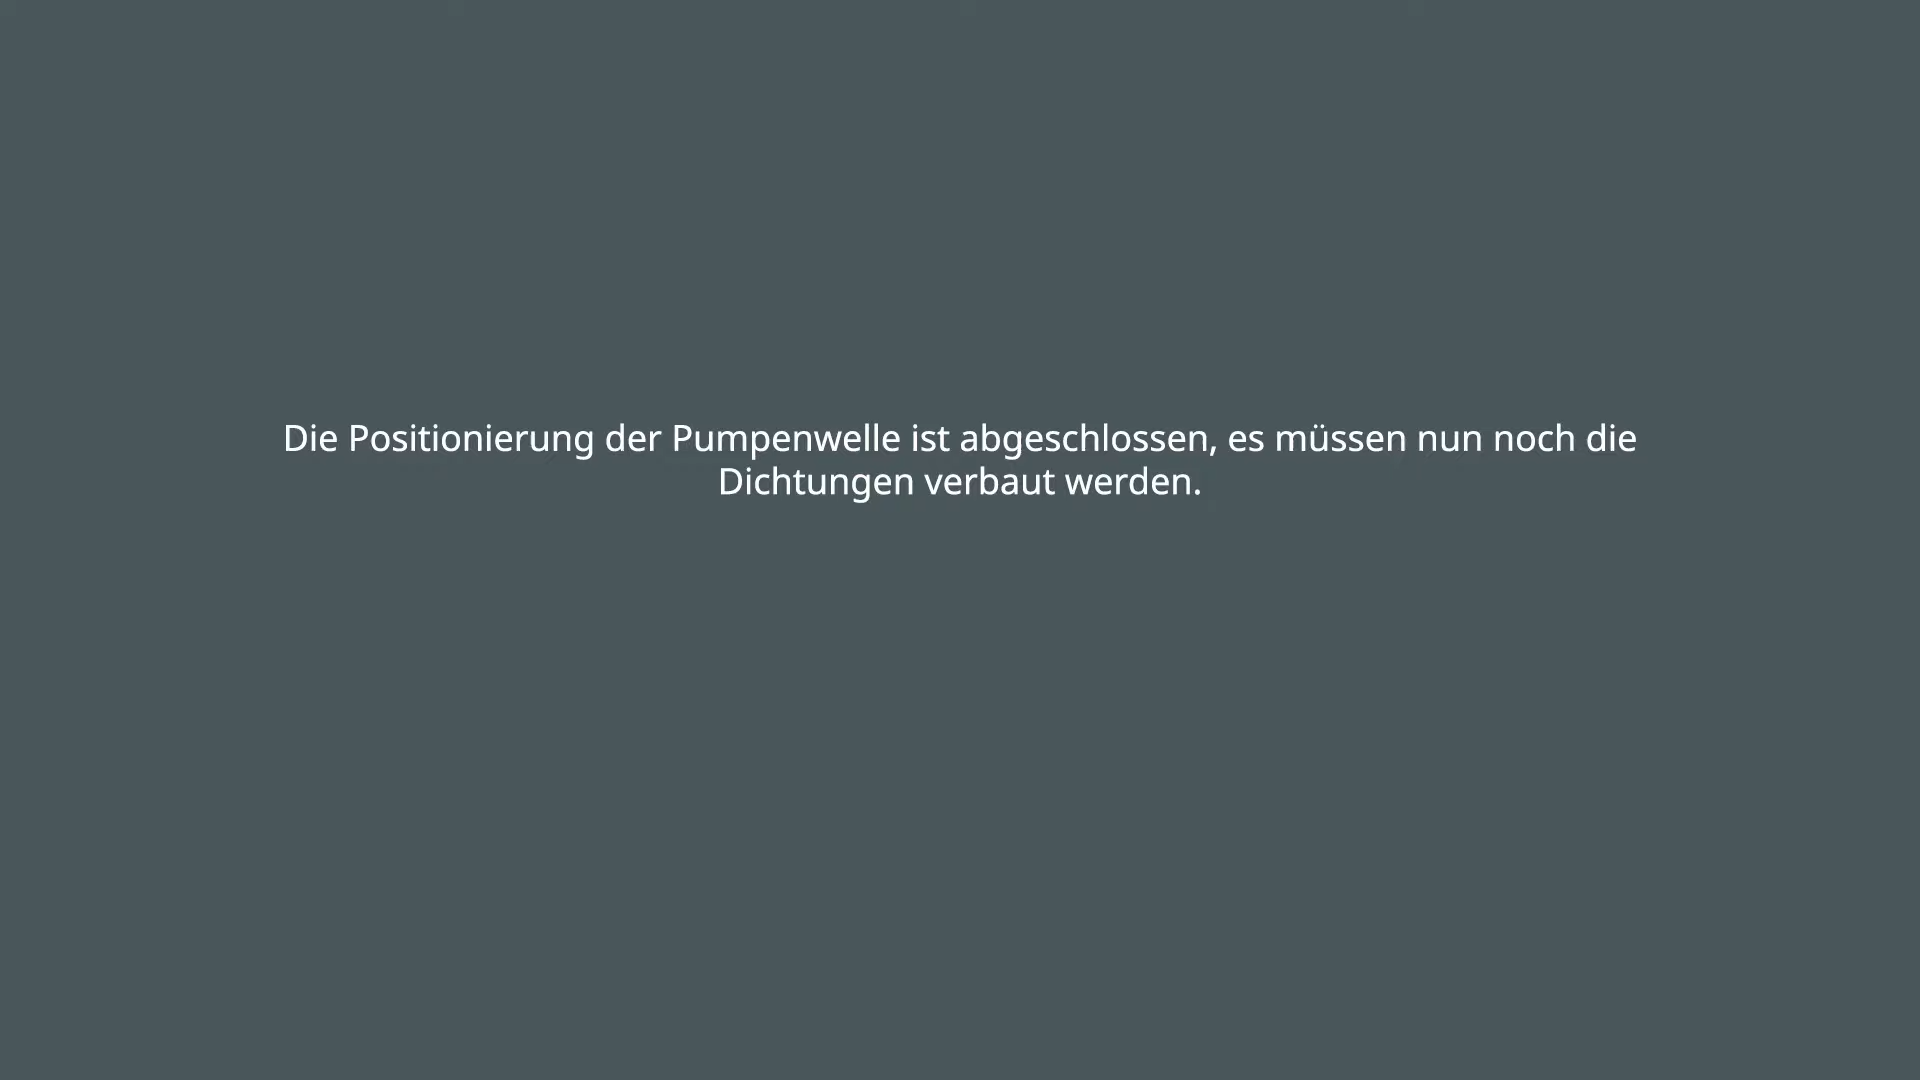 Die Positionierung der Pumpenwelle ist abgeschlossen, es müssen nun noch die
Dichtungen verbaut werden.